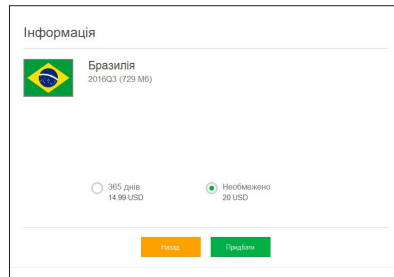 Інформація
Бразилія
2016Q3 (729 Мб)
365 днів
14.99 USD
Необмежено
20 USD
Назад
Придбати